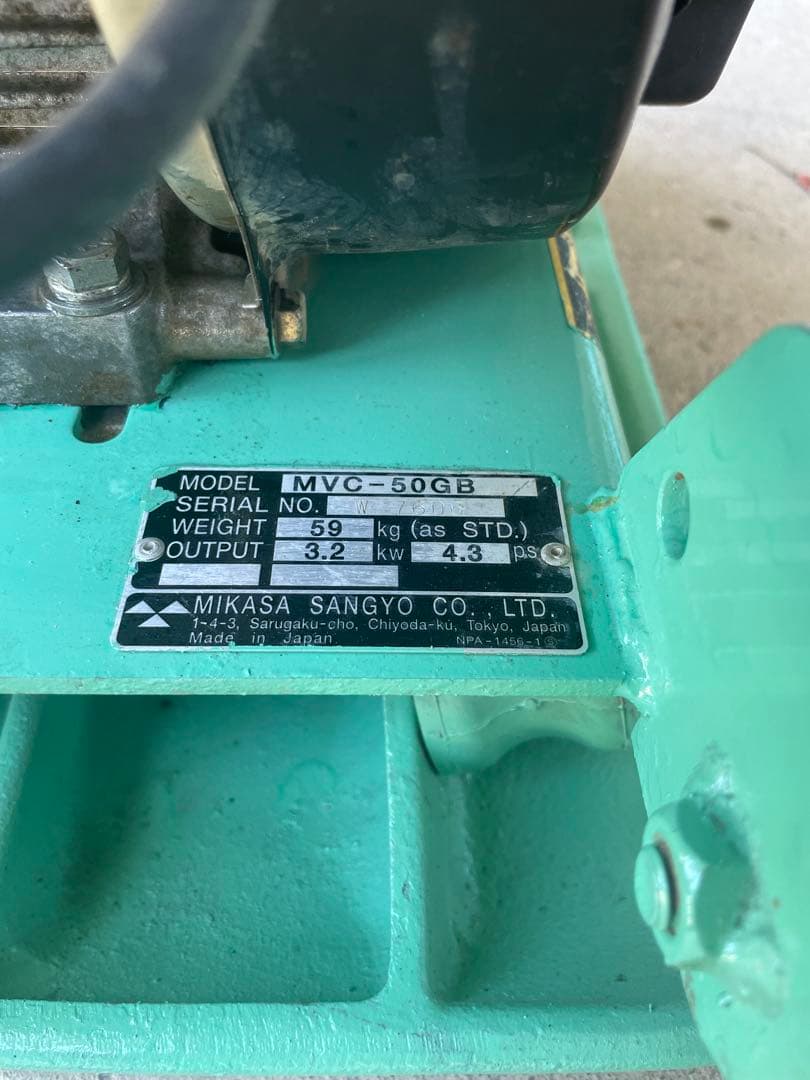 MODEL MVC-50GB
SERIAL NO. W
WEIGHT 59 kg (as STD.)
OUTPUT 3.2 kw 4.3 ps
MIKASA SANGYO CO., LTD.
1-4-3, Sarugaku-cho, Chiyoda-ku, Tokyo, Japan
Made in Japan NPA-1456-1